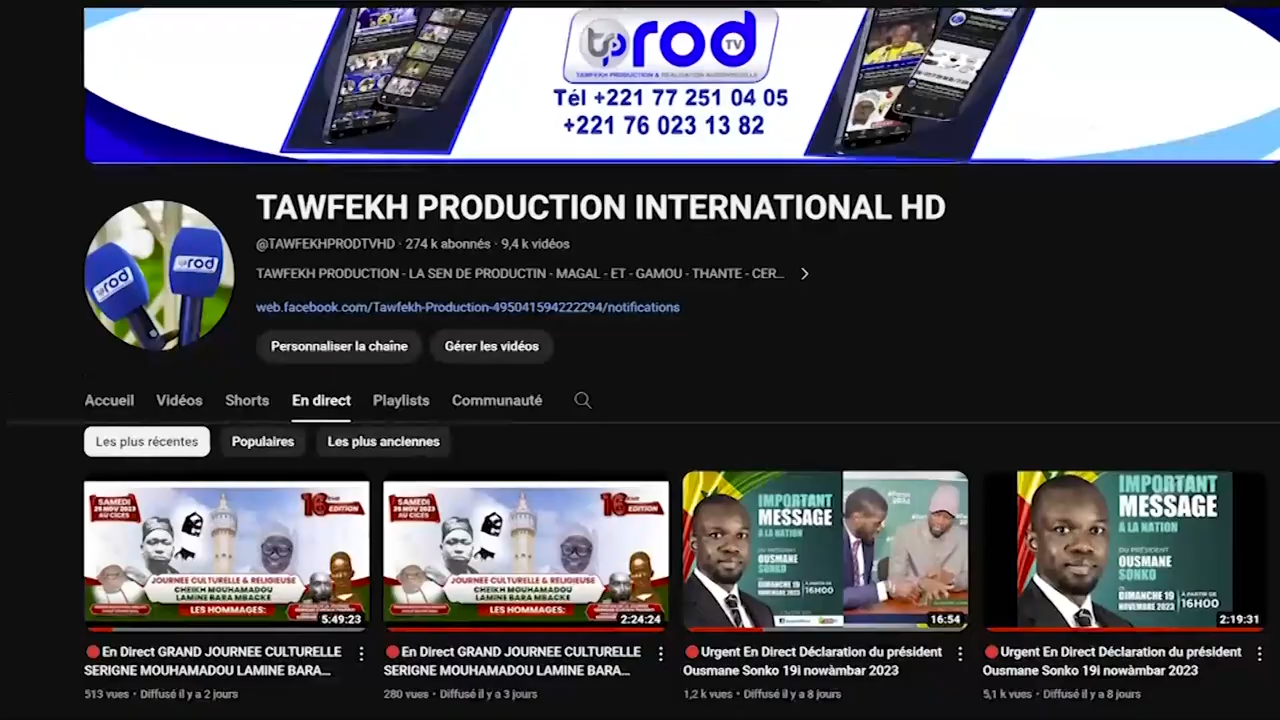 tprod TV
TAWFEKH PRODUCTION & REALISATION AUDIOVISUELLE
Tél +221 77 251 04 05
+221 76 023 13 82
TAWFEKH PRODUCTION INTERNATIONAL HD
@TAWFEKHPRODTVHD · 274 k abonnés · 9,4 k vidéos
TAWFEKH PRODUCTION - LA SEN DE PRODUCTIN - MAGAL - ET - GAMOU - THANTE - CER...
web.facebook.com/Tawfekh-Production-495041594222294/notifications
Personnaliser la chaîne Gérer les vidéos
Accueil Vidéos Shorts En direct Playlists Communauté
Les plus récentes Populaires Les plus anciennes
SAMEDI
25 NOV 2023
AU CICES
16EME
EDITION
JOURNEE CULTURELLE & RELIGIEUSE
CHEIKH MOUHAMADOU
LAMINE BARA MBACKE
LES HOMMAGES:
5:49:23
SAMEDI
25 NOV 2023
AU CICES
16EME
EDITION
JOURNEE CULTURELLE & RELIGIEUSE
CHEIKH MOUHAMADOU
LAMINE BARA MBACKE
LES HOMMAGES:
2:24:24
IMPORTANT
MESSAGE
A LA NATION
DU PRÉSIDENT
OUSMANE
SONKO
DIMANCHE 19
NOVEMBRE 2023
À PARTIR DE
16H00
16:54
IMPORTANT
MESSAGE
A LA NATION
DU PRÉSIDENT
OUSMANE
SONKO
DIMANCHE 19
NOVEMBRE 2023
À PARTIR DE
16H00
2:19:31
En Direct GRAND JOURNEE CULTURELLE
SERIGNE MOUHAMADOU LAMINE BARA...
513 vues • Diffusé il y a 2 jours
En Direct GRAND JOURNEE CULTURELLE
SERIGNE MOUHAMADOU LAMINE BARA...
280 vues • Diffusé il y a 3 jours
Urgent En Direct Déclaration du président
Ousmane Sonko 19i nowàmbar 2023
1,2 k vues • Diffusé il y a 8 jours
Urgent En Direct Déclaration du président
Ousmane Sonko 19i nowàmbar 2023
5,1 k vues • Diffusé il y a 8 jours